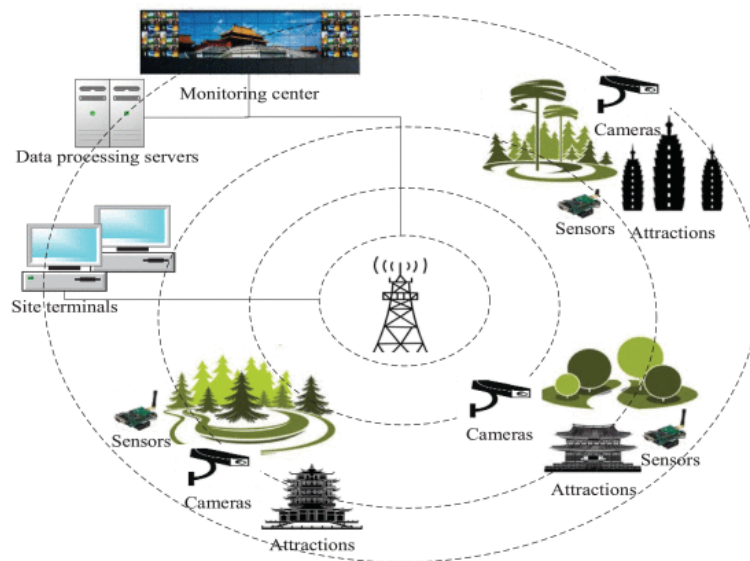 Monitoring center
Data processing servers
Cameras
Sensors
Attractions
Site terminals
Sensors
Cameras
Attractions
Cameras
Sensors
Attractions